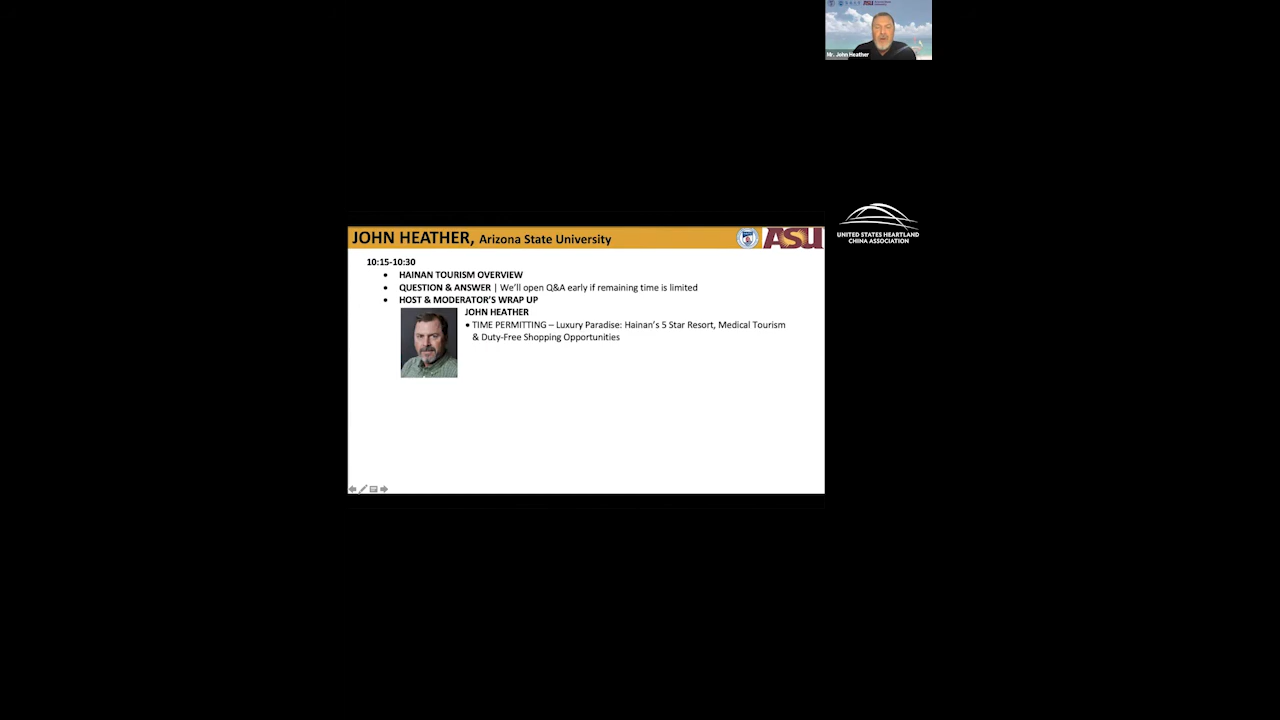 Mr. John Heather
UNITED STATES HEARTLAND
CHINA ASSOCIATION
JOHN HEATHER, Arizona State University
ASU
10:15-10:30
• HAINAN TOURISM OVERVIEW
• QUESTION & ANSWER | We'll open Q&A early if remaining time is limited
• HOST & MODERATOR'S WRAP UP
JOHN HEATHER
• TIME PERMITTING – Luxury Paradise: Hainan's 5 Star Resort, Medical Tourism
& Duty-Free Shopping Opportunities